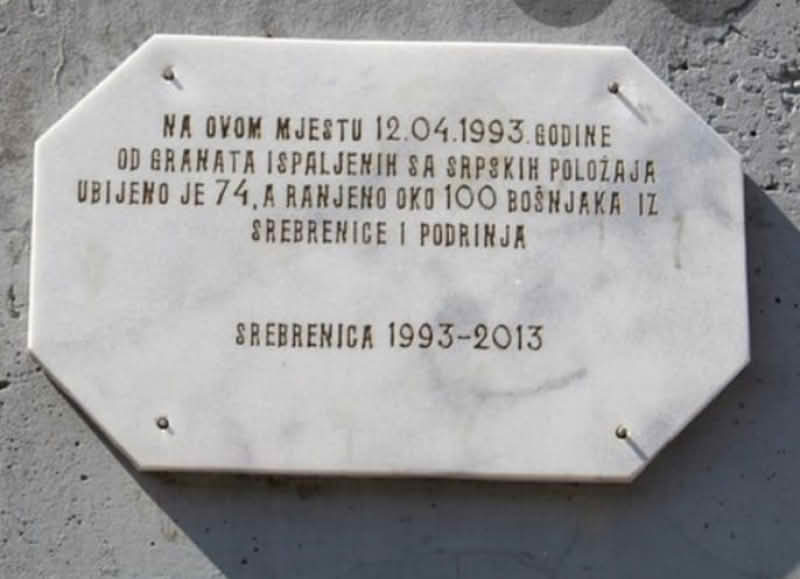 NA OVOM MJESTU 12.04.1993. GODINE
OD GRANATA ISPALJENIH SA SRPSKIH POLOŽAJA
UBIJENO JE 74, A RANJENO OKO 100 BOŠNJAKA IZ
SREBRENICE I PODRINJA
SREBRENICA 1993-2013